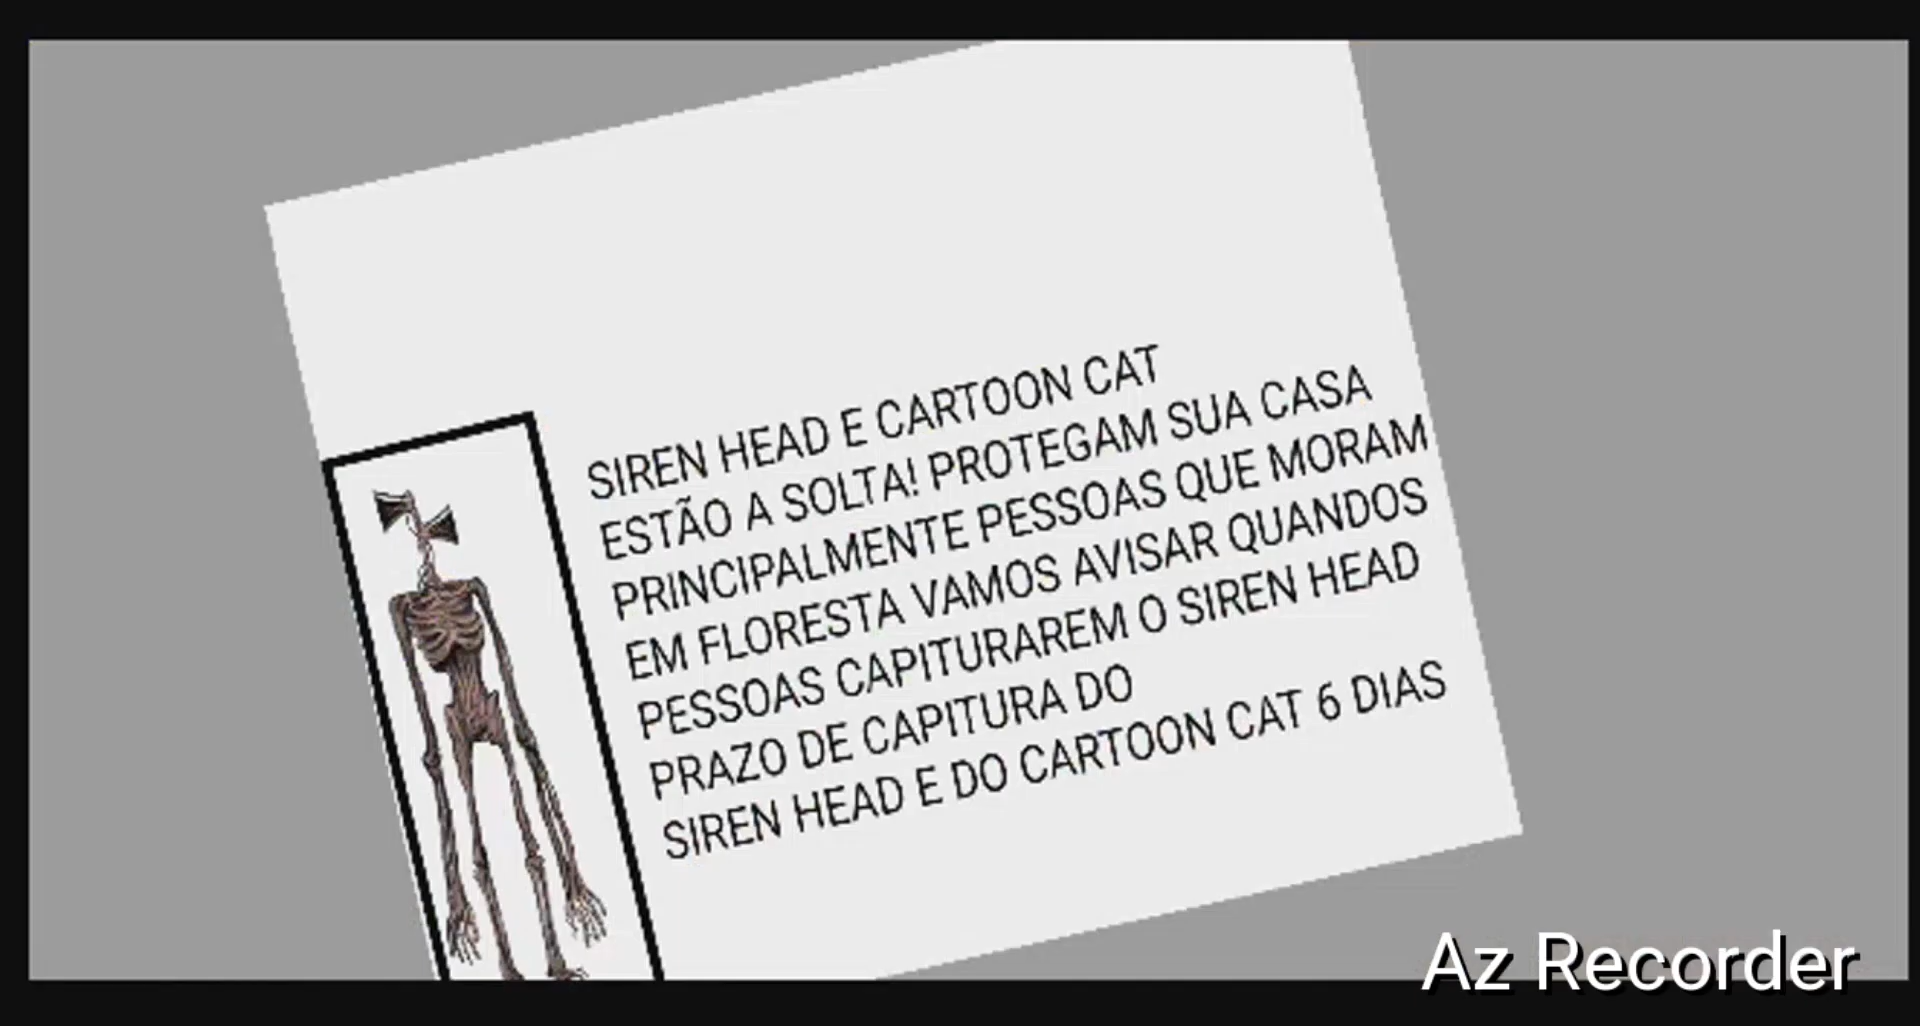 SIREN HEAD E CARTOON CAT
ESTÃO A SOLTA! PROTEGAM SUA CASA
PRINCIPALMENTE PESSOAS QUE MORAM
EM FLORESTA VAMOS AVISAR QUANDOS
PESSOAS CAPITURAREM O SIREN HEAD
PRAZO DE CAPITURA DO
SIREN HEAD E DO CARTOON CAT 6 DIAS
Az Recorder